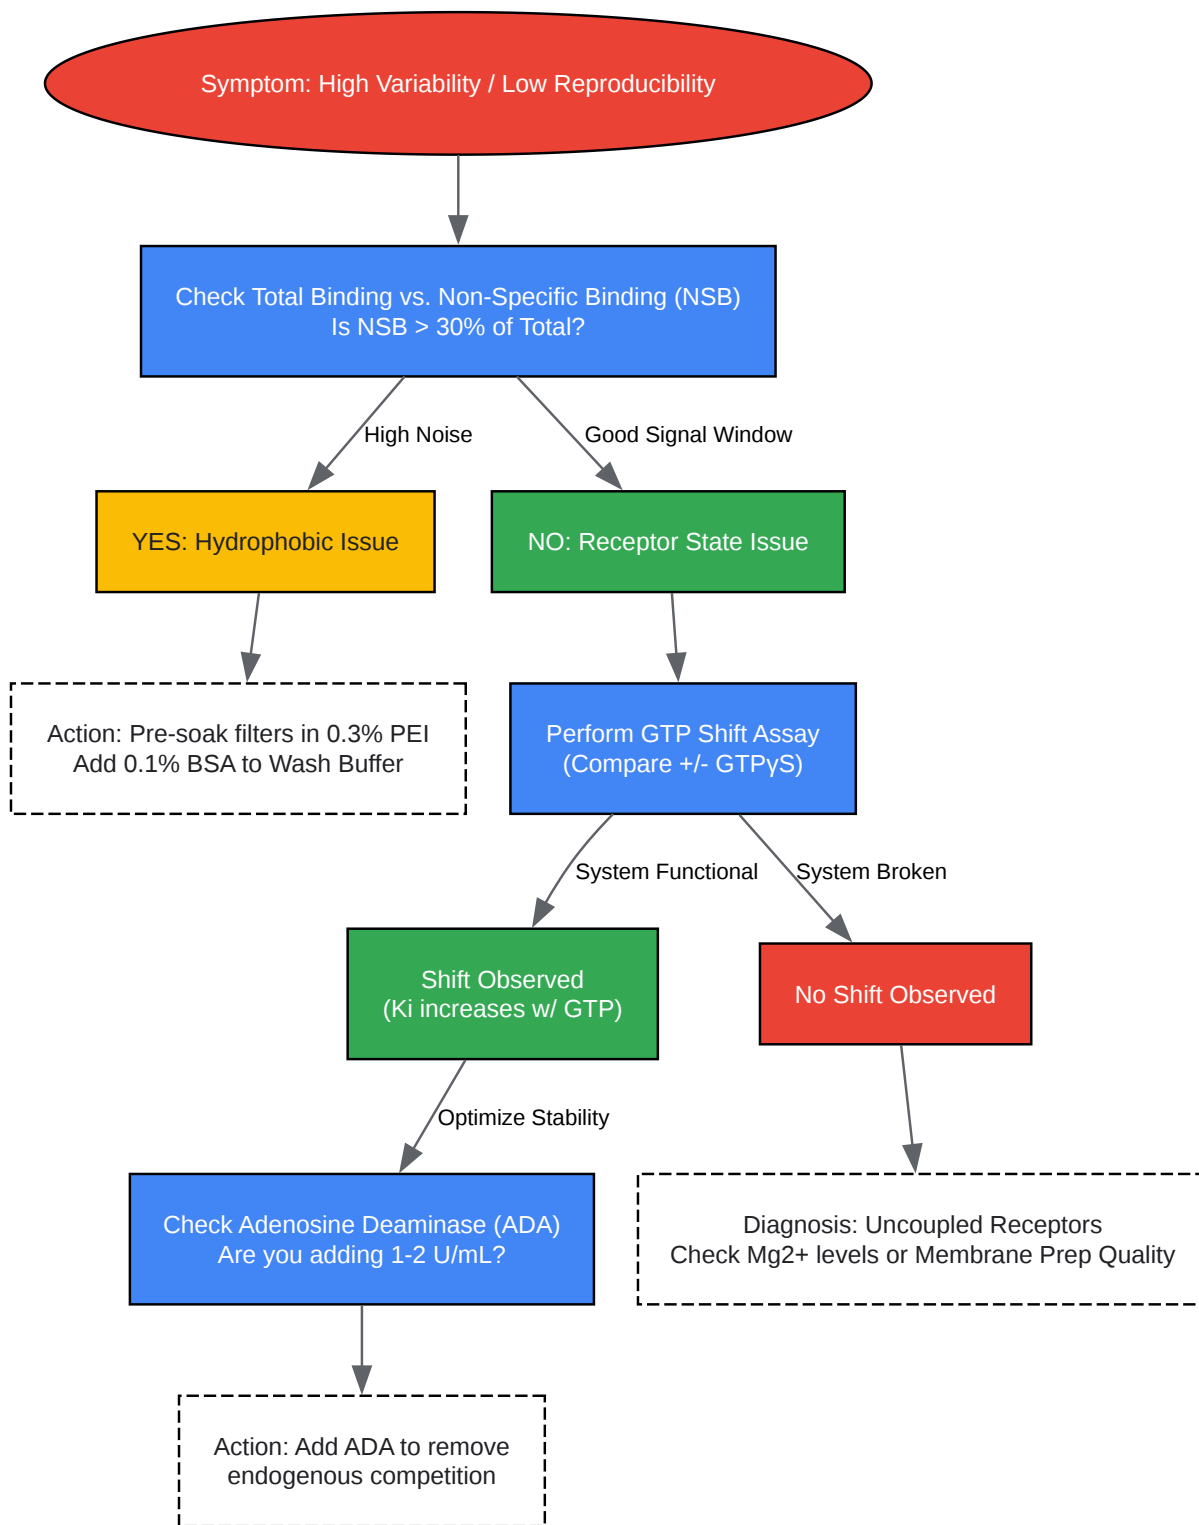 Symptom: High Variability / Low Reproducibility
Check Total Binding vs. Non-Specific Binding (NSB)
Is NSB > 30% of Total?
High Noise
Good Signal Window
YES: Hydrophobic Issue
NO: Receptor State Issue
Action: Pre-soak filters in 0.3% PEI
Add 0.1% BSA to Wash Buffer
Perform GTP Shift Assay
(Compare +/- GTPγS)
System Functional
System Broken
Shift Observed
(Ki increases w/ GTP)
No Shift Observed
Optimize Stability
Check Adenosine Deaminase (ADA)
Are you adding 1-2 U/mL?
Diagnosis: Uncoupled Receptors
Check Mg2+ levels or Membrane Prep Quality
Action: Add ADA to remove
endogenous competition